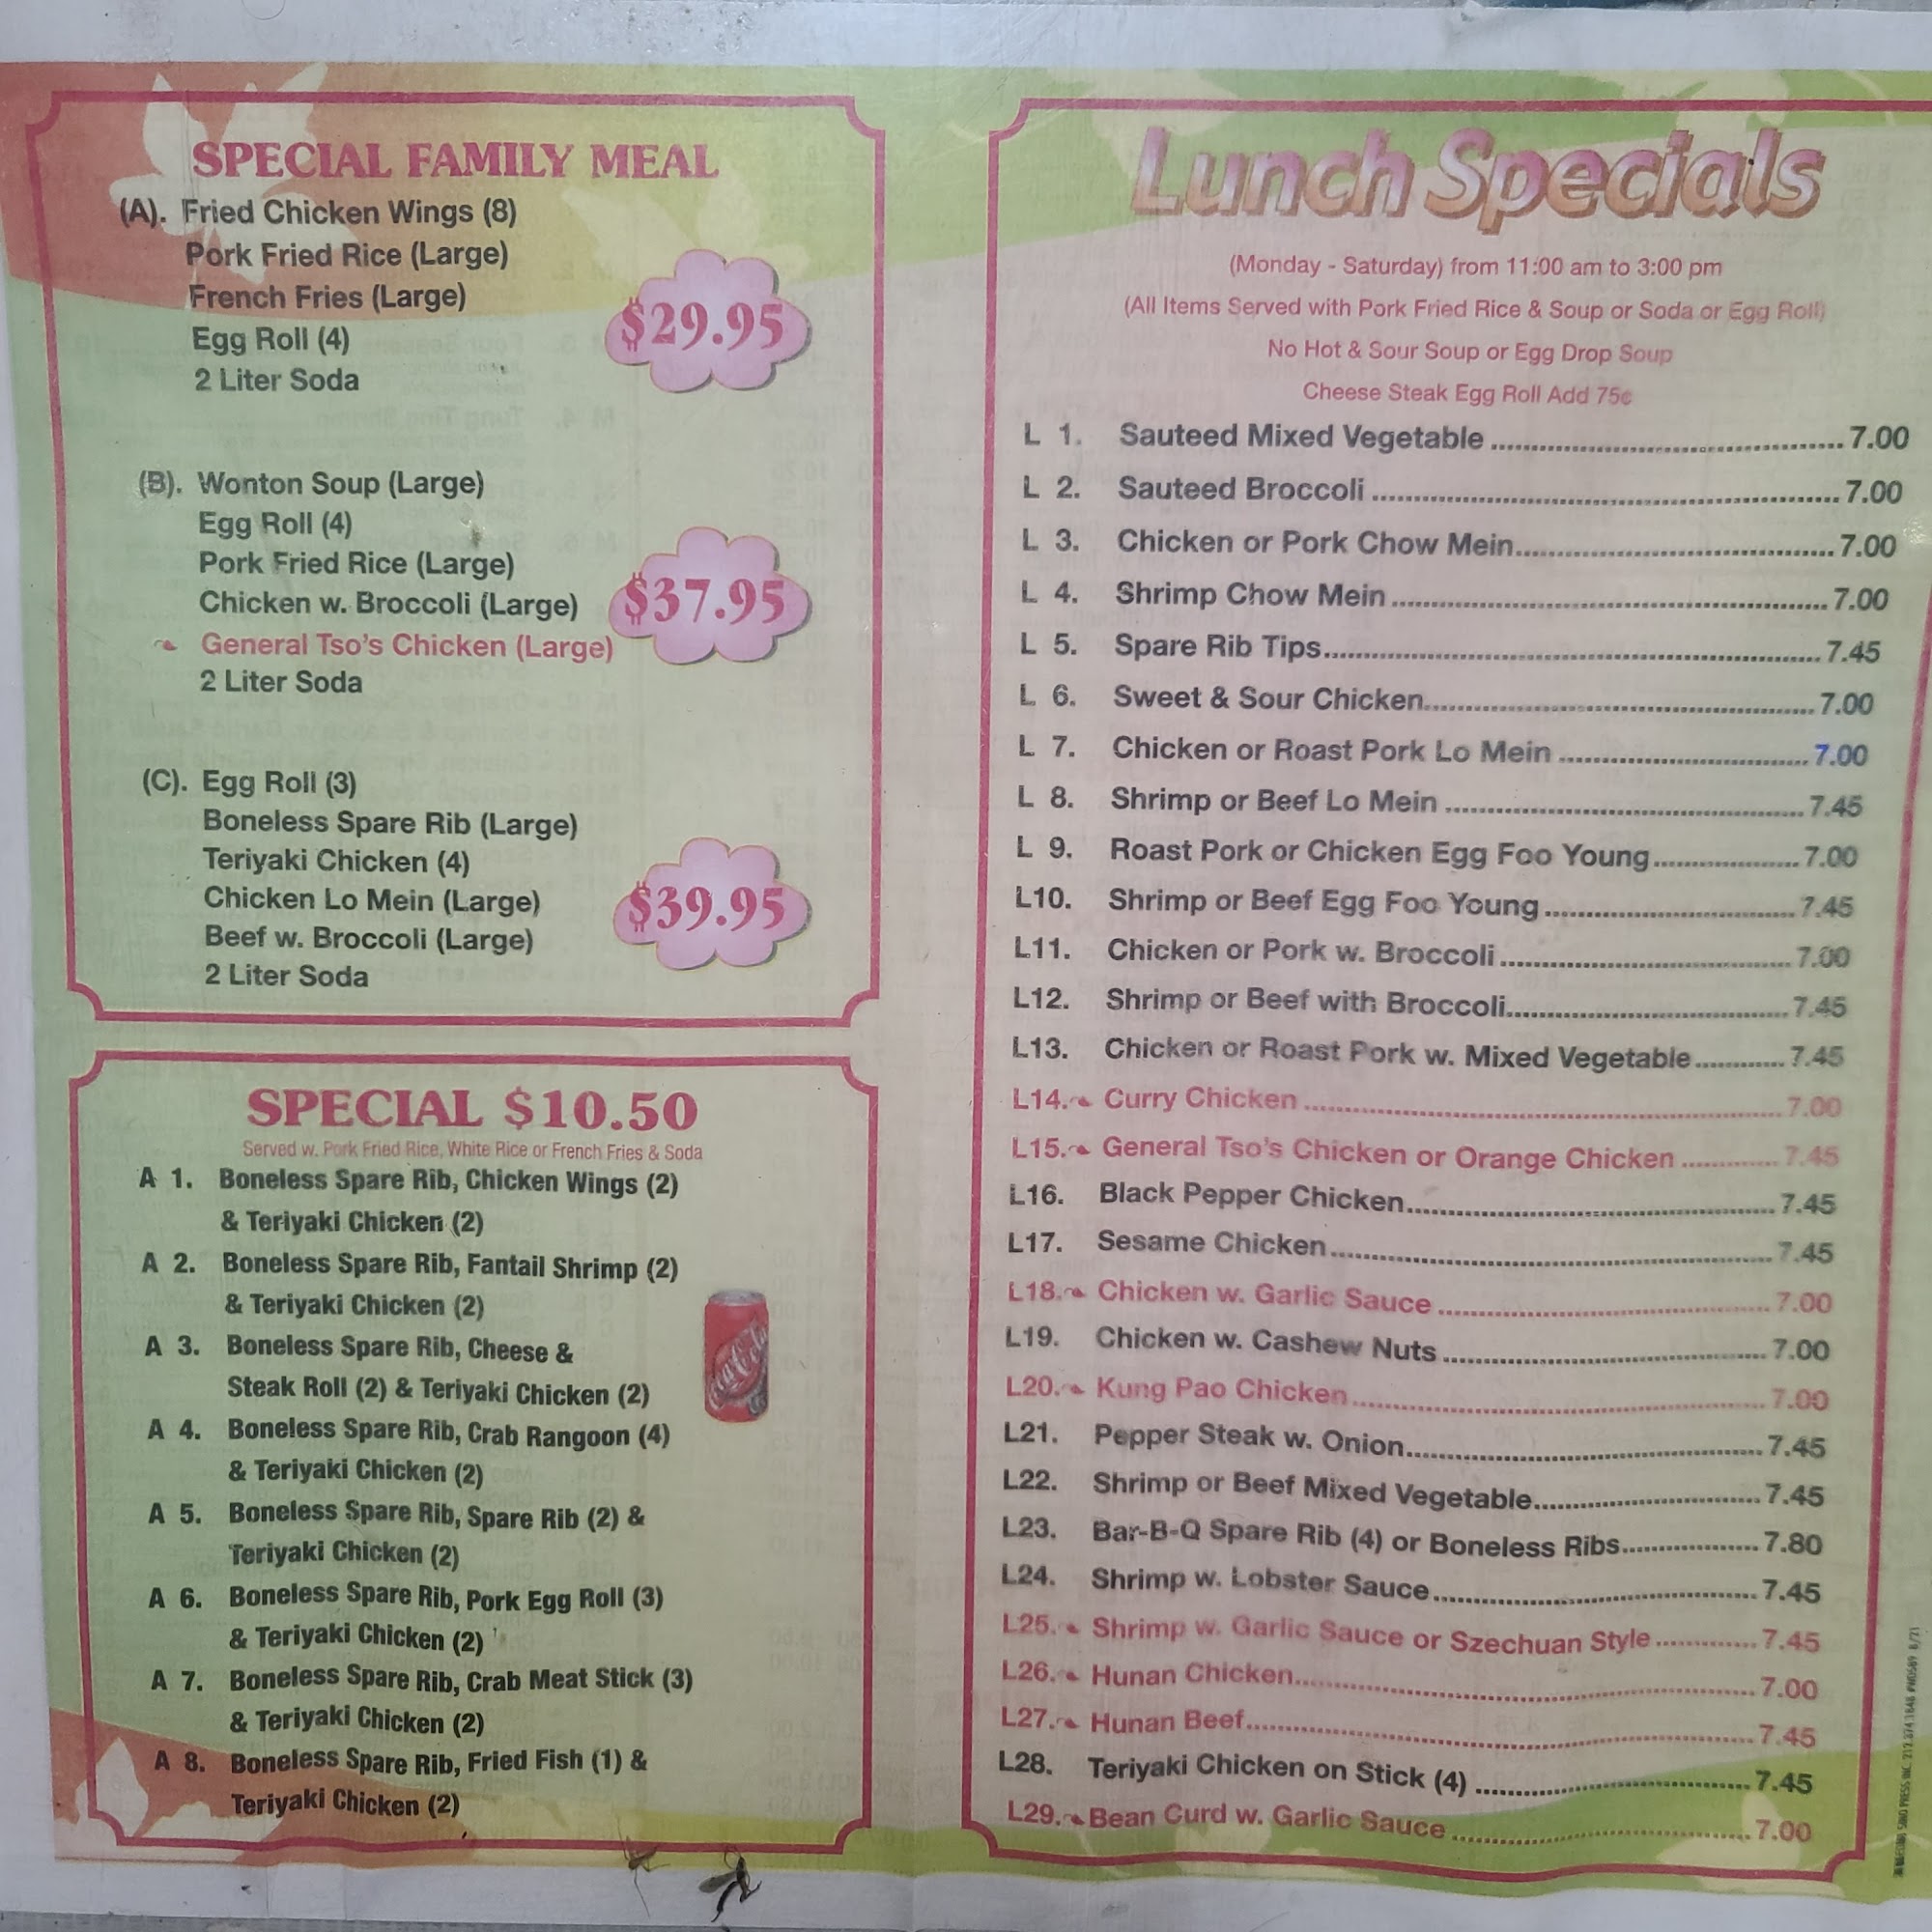 SPECIAL FAMILY MEAL
(A). Fried Chicken Wings (8)
Pork Fried Rice (Large)
French Fries (Large)
Egg Roll (4)
2 Liter Soda
$29.95
(B). Wonton Soup (Large)
Egg Roll (4)
Pork Fried Rice (Large)
Chicken w. Broccoli (Large)
General Tso's Chicken (Large)
2 Liter Soda
$37.95
(C). Egg Roll (3)
Boneless Spare Rib (Large)
Teriyaki Chicken (4)
Chicken Lo Mein (Large)
Beef w. Broccoli (Large)
2 Liter Soda
$39.95
SPECIAL $10.50
Served w. Pork Fried Rice, White Rice or French Fries & Soda
A 1. Boneless Spare Rib, Chicken Wings (2)
& Teriyaki Chicken (2)
A 2. Boneless Spare Rib, Fantail Shrimp (2)
& Teriyaki Chicken (2)
A 3. Boneless Spare Rib, Cheese &
Steak Roll (2) & Teriyaki Chicken (2)
A 4. Boneless Spare Rib, Crab Rangoon (4)
& Teriyaki Chicken (2)
A 5. Boneless Spare Rib, Spare Rib (2) &
Teriyaki Chicken (2)
A 6. Boneless Spare Rib, Pork Egg Roll (3)
& Teriyaki Chicken (2)
A 7. Boneless Spare Rib, Crab Meat Stick (3)
& Teriyaki Chicken (2)
A 8. Boneless Spare Rib, Fried Fish (1) &
Teriyaki Chicken (2)
Coca-Cola
Lunch Specials
(Monday - Saturday) from 11:00 am to 3:00 pm
(All Items Served with Pork Fried Rice & Soup or Soda or Egg Roll)
No Hot & Sour Soup or Egg Drop Soup
Cheese Steak Egg Roll Add 75¢
L 1. Sauteed Mixed Vegetable 7.00
L 2. Sauteed Broccoli 7.00
L 3. Chicken or Pork Chow Mein 7.00
L 4. Shrimp Chow Mein 7.00
L 5. Spare Rib Tips 7.45
L 6. Sweet & Sour Chicken 7.00
L 7. Chicken or Roast Pork Lo Mein 7.00
L 8. Shrimp or Beef Lo Mein 7.45
L 9. Roast Pork or Chicken Egg Foo Young 7.00
L10. Shrimp or Beef Egg Foo Young 7.45
L11. Chicken or Pork w. Broccoli 7.00
L12. Shrimp or Beef with Broccoli 7.45
L13. Chicken or Roast Pork w. Mixed Vegetable 7.45
L14. Curry Chicken 7.00
L15. General Tso's Chicken or Orange Chicken 7.45
L16. Black Pepper Chicken 7.45
L17. Sesame Chicken 7.45
L18. Chicken w. Garlic Sauce 7.00
L19. Chicken w. Cashew Nuts 7.00
L20. Kung Pao Chicken 7.00
L21. Pepper Steak w. Onion 7.45
L22. Shrimp or Beef Mixed Vegetable 7.45
L23. Bar-B-Q Spare Rib (4) or Boneless Ribs 7.80
L24. Shrimp w. Lobster Sauce 7.45
L25. Shrimp w. Garlic Sauce or Szechuan Style 7.45
L26. Hunan Chicken 7.00
L27. Hunan Beef 7.45
L28. Teriyaki Chicken on Stick (4) 7.45
L29. Bean Curd w. Garlic Sauce 7.00